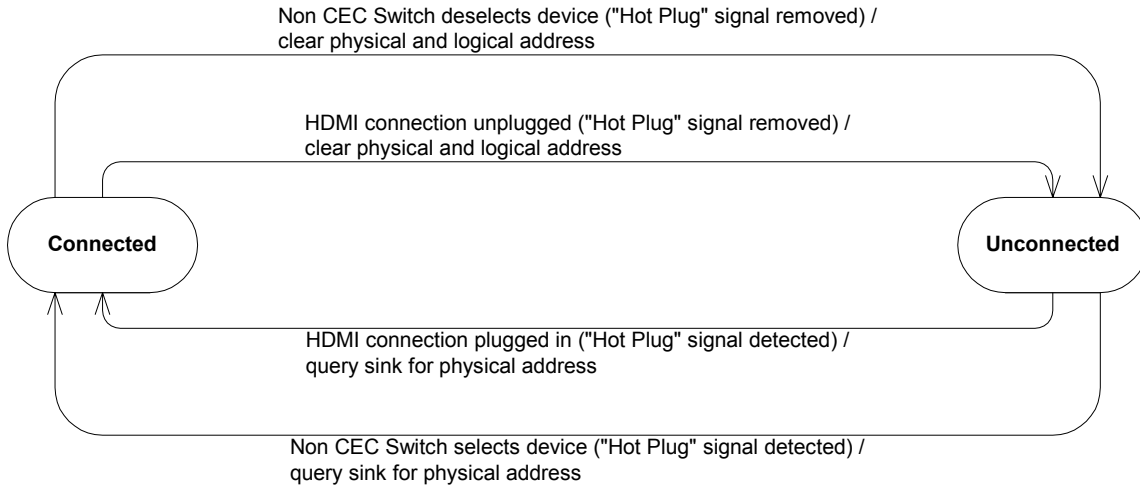 Non CEC Switch deselects device ("Hot Plug" signal removed) /
clear physical and logical address
HDMI connection unplugged ("Hot Plug" signal removed) /
clear physical and logical address
Connected
Unconnected
HDMI connection plugged in ("Hot Plug" signal detected) /
query sink for physical address
Non CEC Switch selects device ("Hot Plug" signal detected) /
query sink for physical address